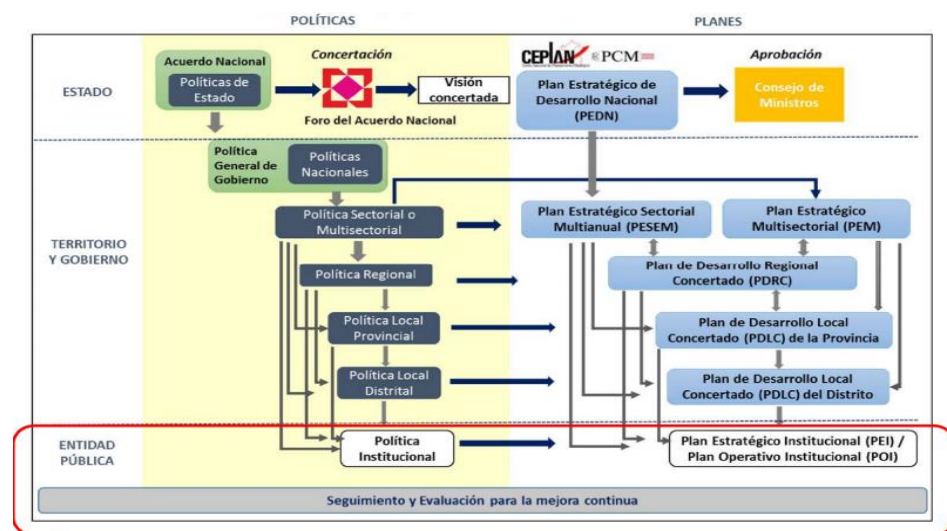 POLÍTICAS
PLANES
ESTADO
Acuerdo Nacional
Políticas de
Estado
Concertación
Foro del Acuerdo Nacional
Visión
concertada
CEPLAN
PCM
Plan Estratégico de
Desarrollo Nacional
(PEDN)
Aprobación
Consejo de
Ministros
TERRITORIO
Y GOBIERNO
Política
General de
Gobierno
Políticas
Nacionales
Política Sectorial o
Multisectorial
Plan Estratégico Sectorial
Multianual (PESEM)
Plan Estratégico
Multisectorial (PEM)
Política Regional
Plan de Desarrollo Regional
Concertado (PDRC)
Política Local
Provincial
Plan de Desarrollo Local
Concertado (PDLC) de la Provincia
Política Local
Distrital
Plan de Desarrollo Local
Concertado (PDLC) del Distrito
ENTIDAD
PÚBLICA
Política
Institucional
Plan Estratégico Institucional (PEI) /
Plan Operativo Institucional (POI)
Seguimiento y Evaluación para la mejora continua